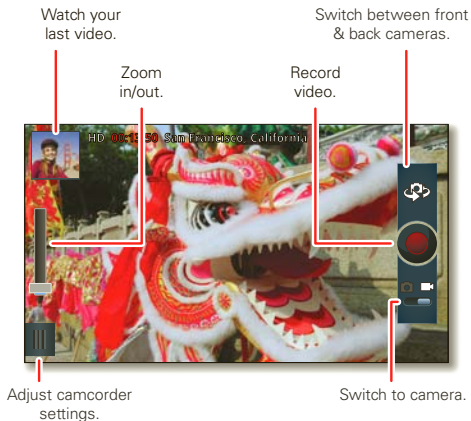 Watch your
last video.
Switch between front
& back cameras.
Zoom
in/out.
Record
video.
HD 00:13:50 San Francisco, California
Adjust camcorder
settings.
Switch to camera.